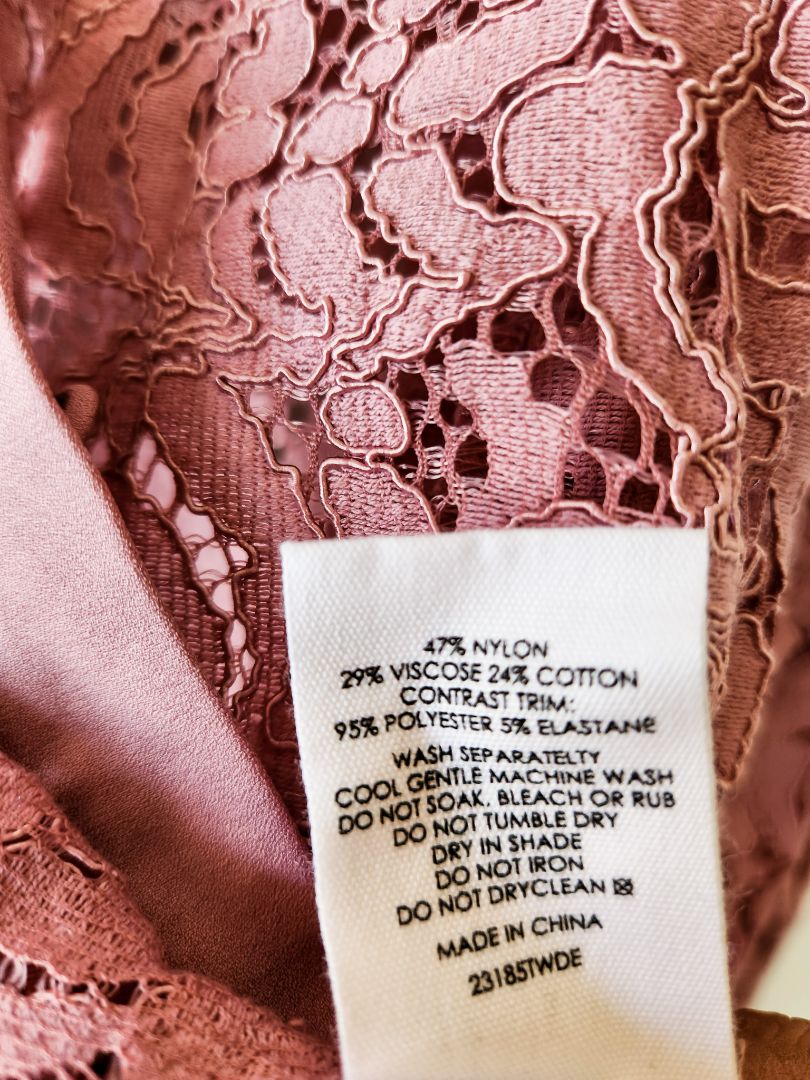 47% NYLON
29% VISCOSE 24% COTTON
CONTRAST TRIM:
95% POLYESTER 5% ELASTANE
WASH SEPARATELTY
COOL GENTLE MACHINE WASH
DO NOT SOAK, BLEACH OR RUB
DO NOT TUMBLE DRY
DRY IN SHADE
DO NOT IRON
DO NOT DRYCLEAN
MADE IN CHINA
23185TWDE